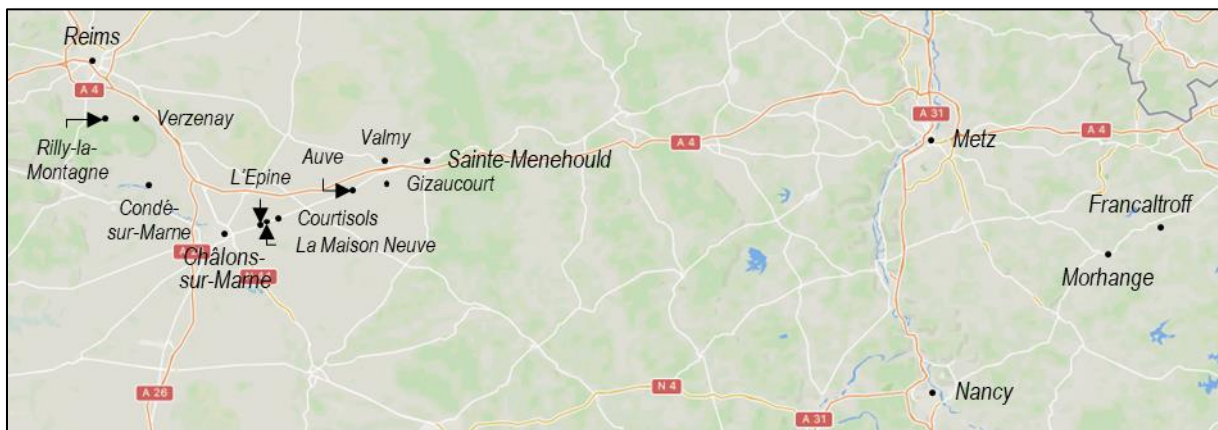 Reims
A 4
Verzenay
Rilly-la-
Montagne
Valmy
Auve
Sainte-Menehould
A 4
A 31
Metz
A 4
L'Epine
Gizaucourt
Condé-
sur-Marne
Courtisols
La Maison Neuve
Châlons-
sur-Marne
Francaltroff
Morhange
A 26
N 4
A 31
Nancy